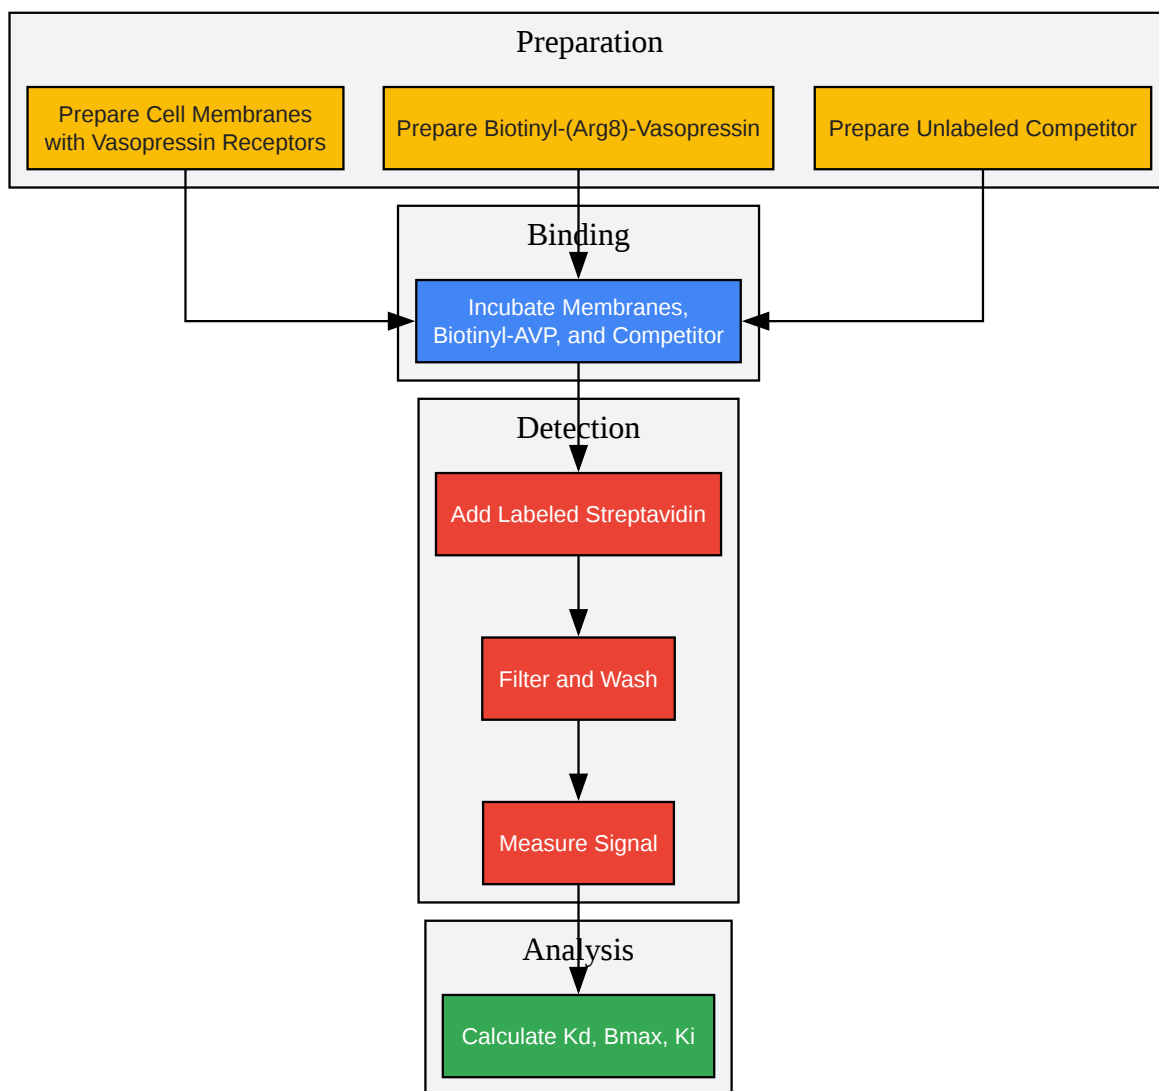 Preparation
Prepare Cell Membranes
with Vasopressin Receptors
Prepare Biotinyl-(Arg8)-Vasopressin
Prepare Unlabeled Competitor
Binding
Incubate Membranes,
Biotinyl-AVP, and Competitor
Detection
Add Labeled Streptavidin
Filter and Wash
Measure Signal
Analysis
Calculate Kd, Bmax, Ki